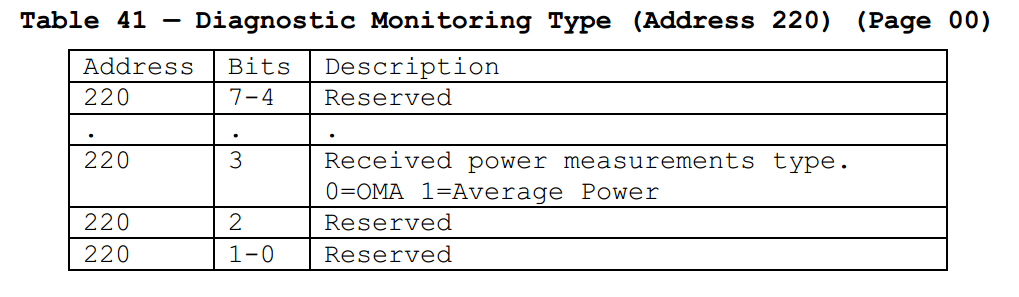 Table 41 — Diagnostic Monitoring Type (Address 220) (Page 00)
Address Bits Description
220 7-4 Reserved
. . .
220 3 Received power measurements type.
0=OMA 1=Average Power
220 2 Reserved
220 1-0 Reserved